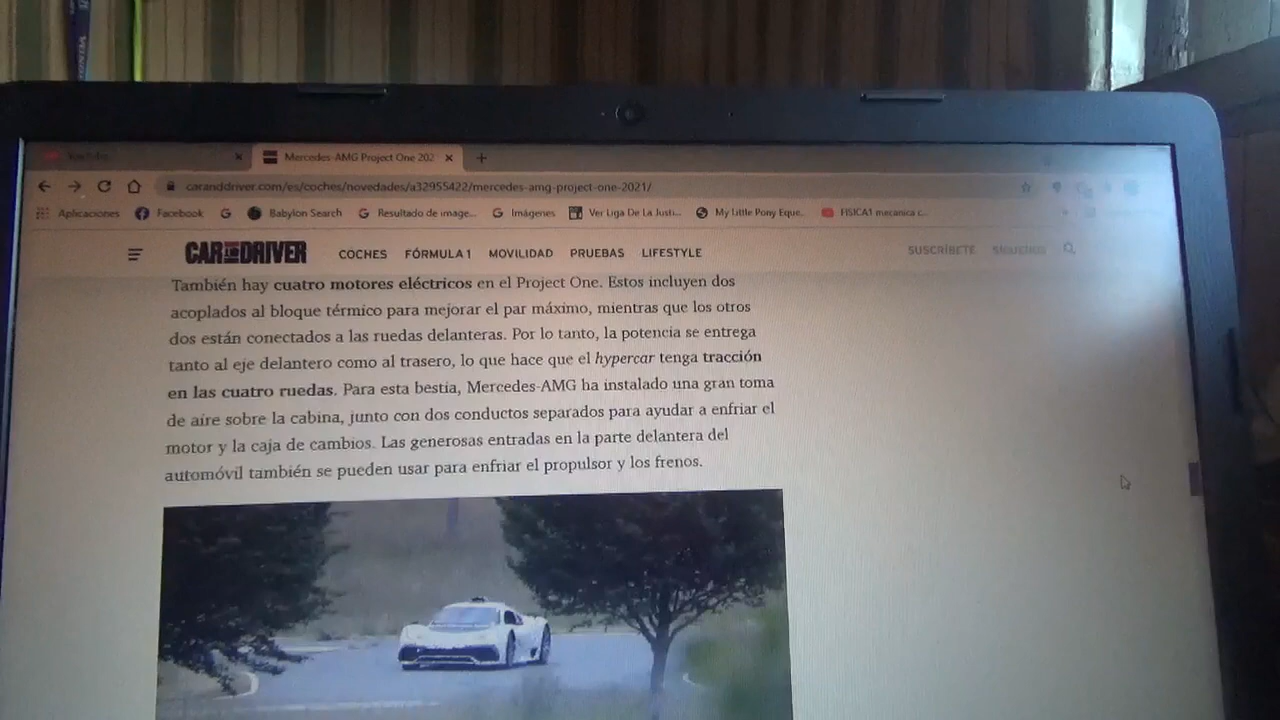 YouTube
Mercedes-AMG Project One 202
caranddriver.com/es/coches/novedades/a32955422/mercedes-amg-project-one-2021/
Aplicaciones Facebook Babylon Search Resultado de image... Imágenes Ver Liga De La Justi... My Little Pony Eque... FISICA1 mecanica c...
CAR AND DRIVER COCHES FÓRMULA 1 MOVILIDAD PRUEBAS LIFESTYLE SUSCRÍBETE SÍGUENOS
También hay cuatro motores eléctricos en el Project One. Estos incluyen dos
acoplados al bloque térmico para mejorar el par máximo, mientras que los otros
dos están conectados a las ruedas delanteras. Por lo tanto, la potencia se entrega
tanto al eje delantero como al trasero, lo que hace que el hypercar tenga tracción
en las cuatro ruedas. Para esta bestia, Mercedes-AMG ha instalado una gran toma
de aire sobre la cabina, junto con dos conductos separados para ayudar a enfriar el
motor y la caja de cambios. Las generosas entradas en la parte delantera del
automóvil también se pueden usar para enfriar el propulsor y los frenos.